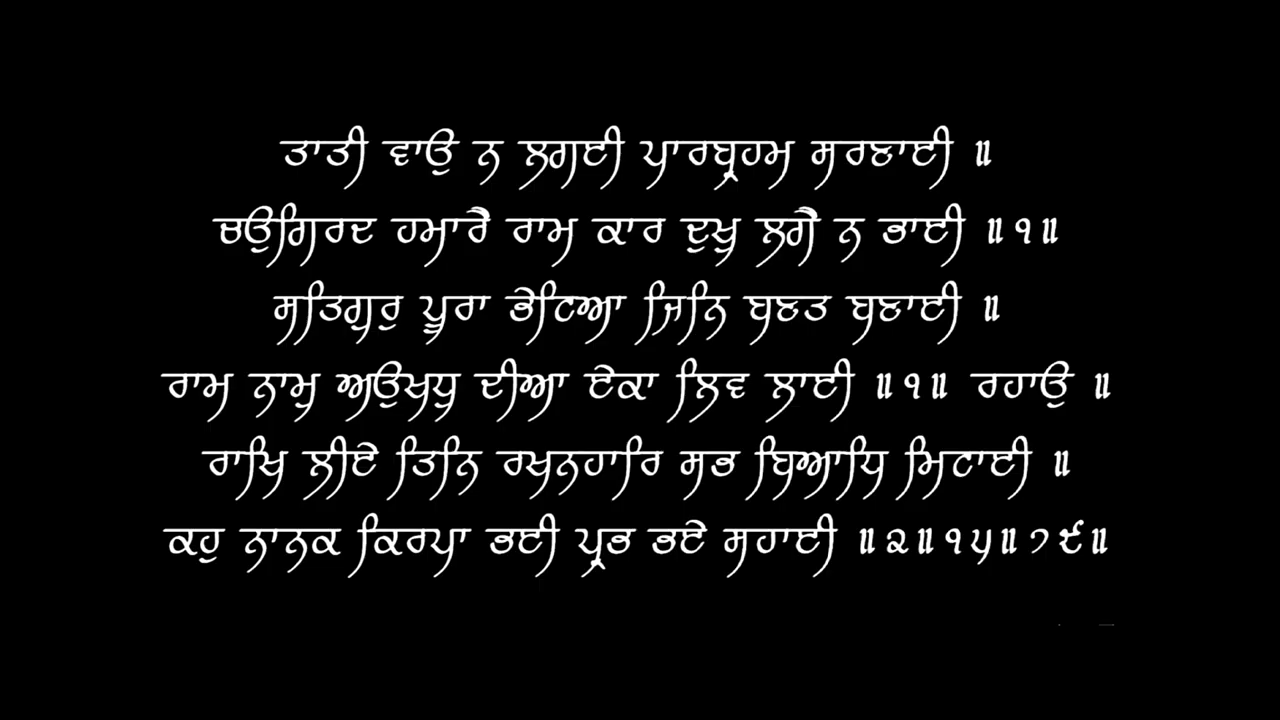 ਤਾਤੀ ਵਾਉ ਨ ਲਗਈ ਪਾਰਬ੍ਰਹਮ ਸਰਣਾਈ ॥
ਚਉਗਿਰਦ ਹਮਾਰੈ ਰਾਮ ਕਾਰ ਦੁਖੁ ਲਗੈ ਨ ਭਾਈ ॥੧॥
ਸਤਿਗੁਰੁ ਪੂਰਾ ਭੇਟਿਆ ਜਿਨਿ ਬਣਤ ਬਣਾਈ ॥
ਰਾਮ ਨਾਮੁ ਅਉਖਧੁ ਦੀਆ ਏਕਾ ਲਿਵ ਲਾਈ ॥੧॥ ਰਹਾਉ ॥
ਰਾਖਿ ਲੀਏ ਤਿਨਿ ਰਖਨਹਾਰਿ ਸਭ ਬਿਆਧਿ ਮਿਟਾਈ ॥
ਕਹੁ ਨਾਨਕ ਕਿਰਪਾ ਭਈ ਪ੍ਰਭ ਭਏ ਸਹਾਈ ॥੨॥੧੫॥੭੯॥